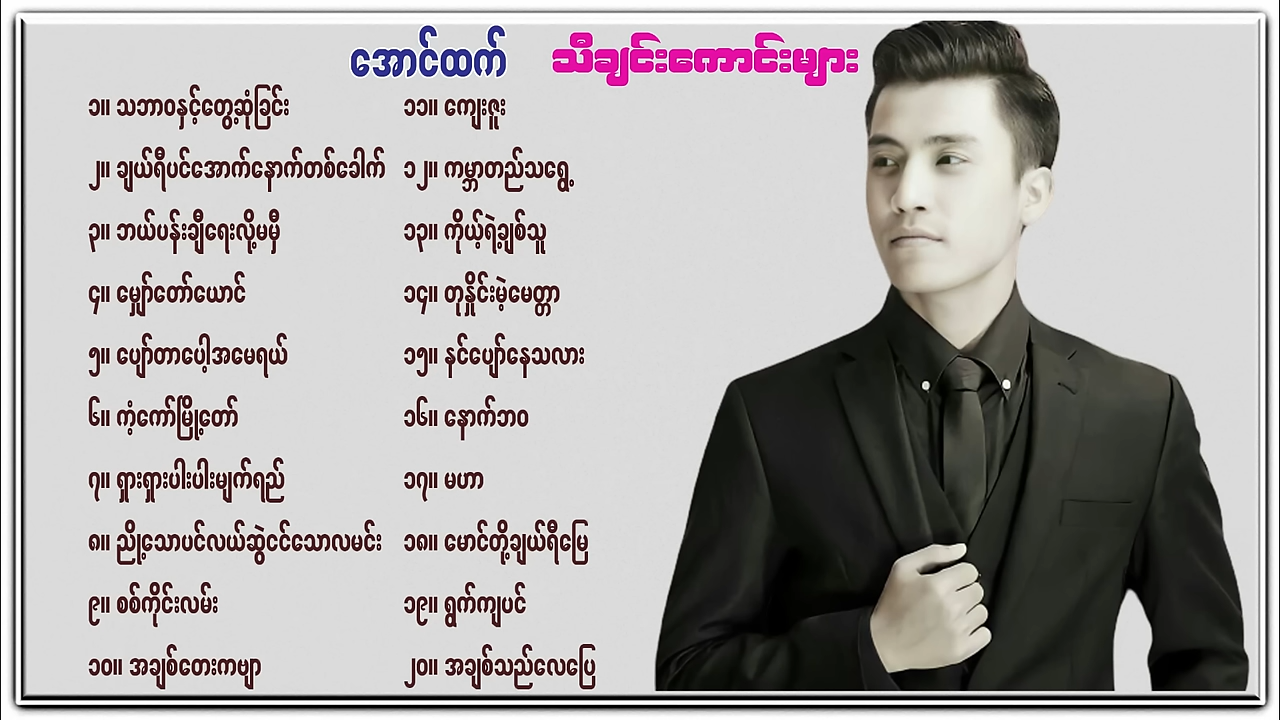 အောင်ထက် သီချင်းကောင်းများ
၁။ သဘာဝနှင့်တွေ့ဆုံခြင်း
၂။ ချယ်ရီပင်အောက်နောက်တစ်ခေါက်
၃။ ဘယ်ပန်းချီရေးလို့မမှီ
၄။ မျှော်တော်ယောင်
၅။ ပျော်တာပေါ့အမေရယ်
၆။ ကံ့ကော်မြို့တော်
၇။ ရှားရှားပါးပါးမျက်ရည်
၈။ ညို့သောပင်လယ်ဆွဲငင်သောလမင်း
၉။ စစ်ကိုင်းလမ်း
၁၀။ အချစ်တေးကဗျာ
၁၁။ ကျေးဇူး
၁၂။ ကမ္ဘာတည်သရွေ့
၁၃။ ကိုယ့်ရဲ့ချစ်သူ
၁၄။ တုနှိုင်းမဲ့မေတ္တာ
၁၅။ နင်ပျော်နေသလား
၁၆။ နောက်ဘဝ
၁၇။ မဟာ
၁၈။ မောင်တို့ချယ်ရီမြေ
၁၉။ ရွက်ကျပင်
၂၀။ အချစ်သည်လေပြေ